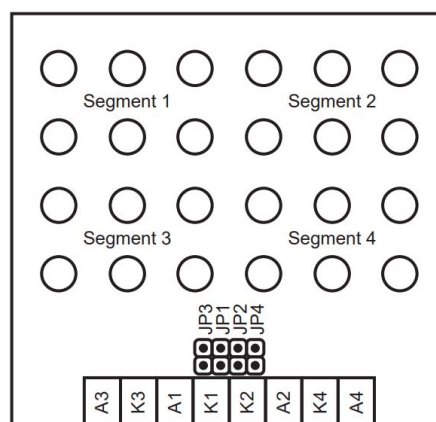 Segment 1 Segment 2
Segment 3 Segment 4
JP3 JP1 JP2 JP4
A3 K3 A1 K1 K2 A2 K4 A4